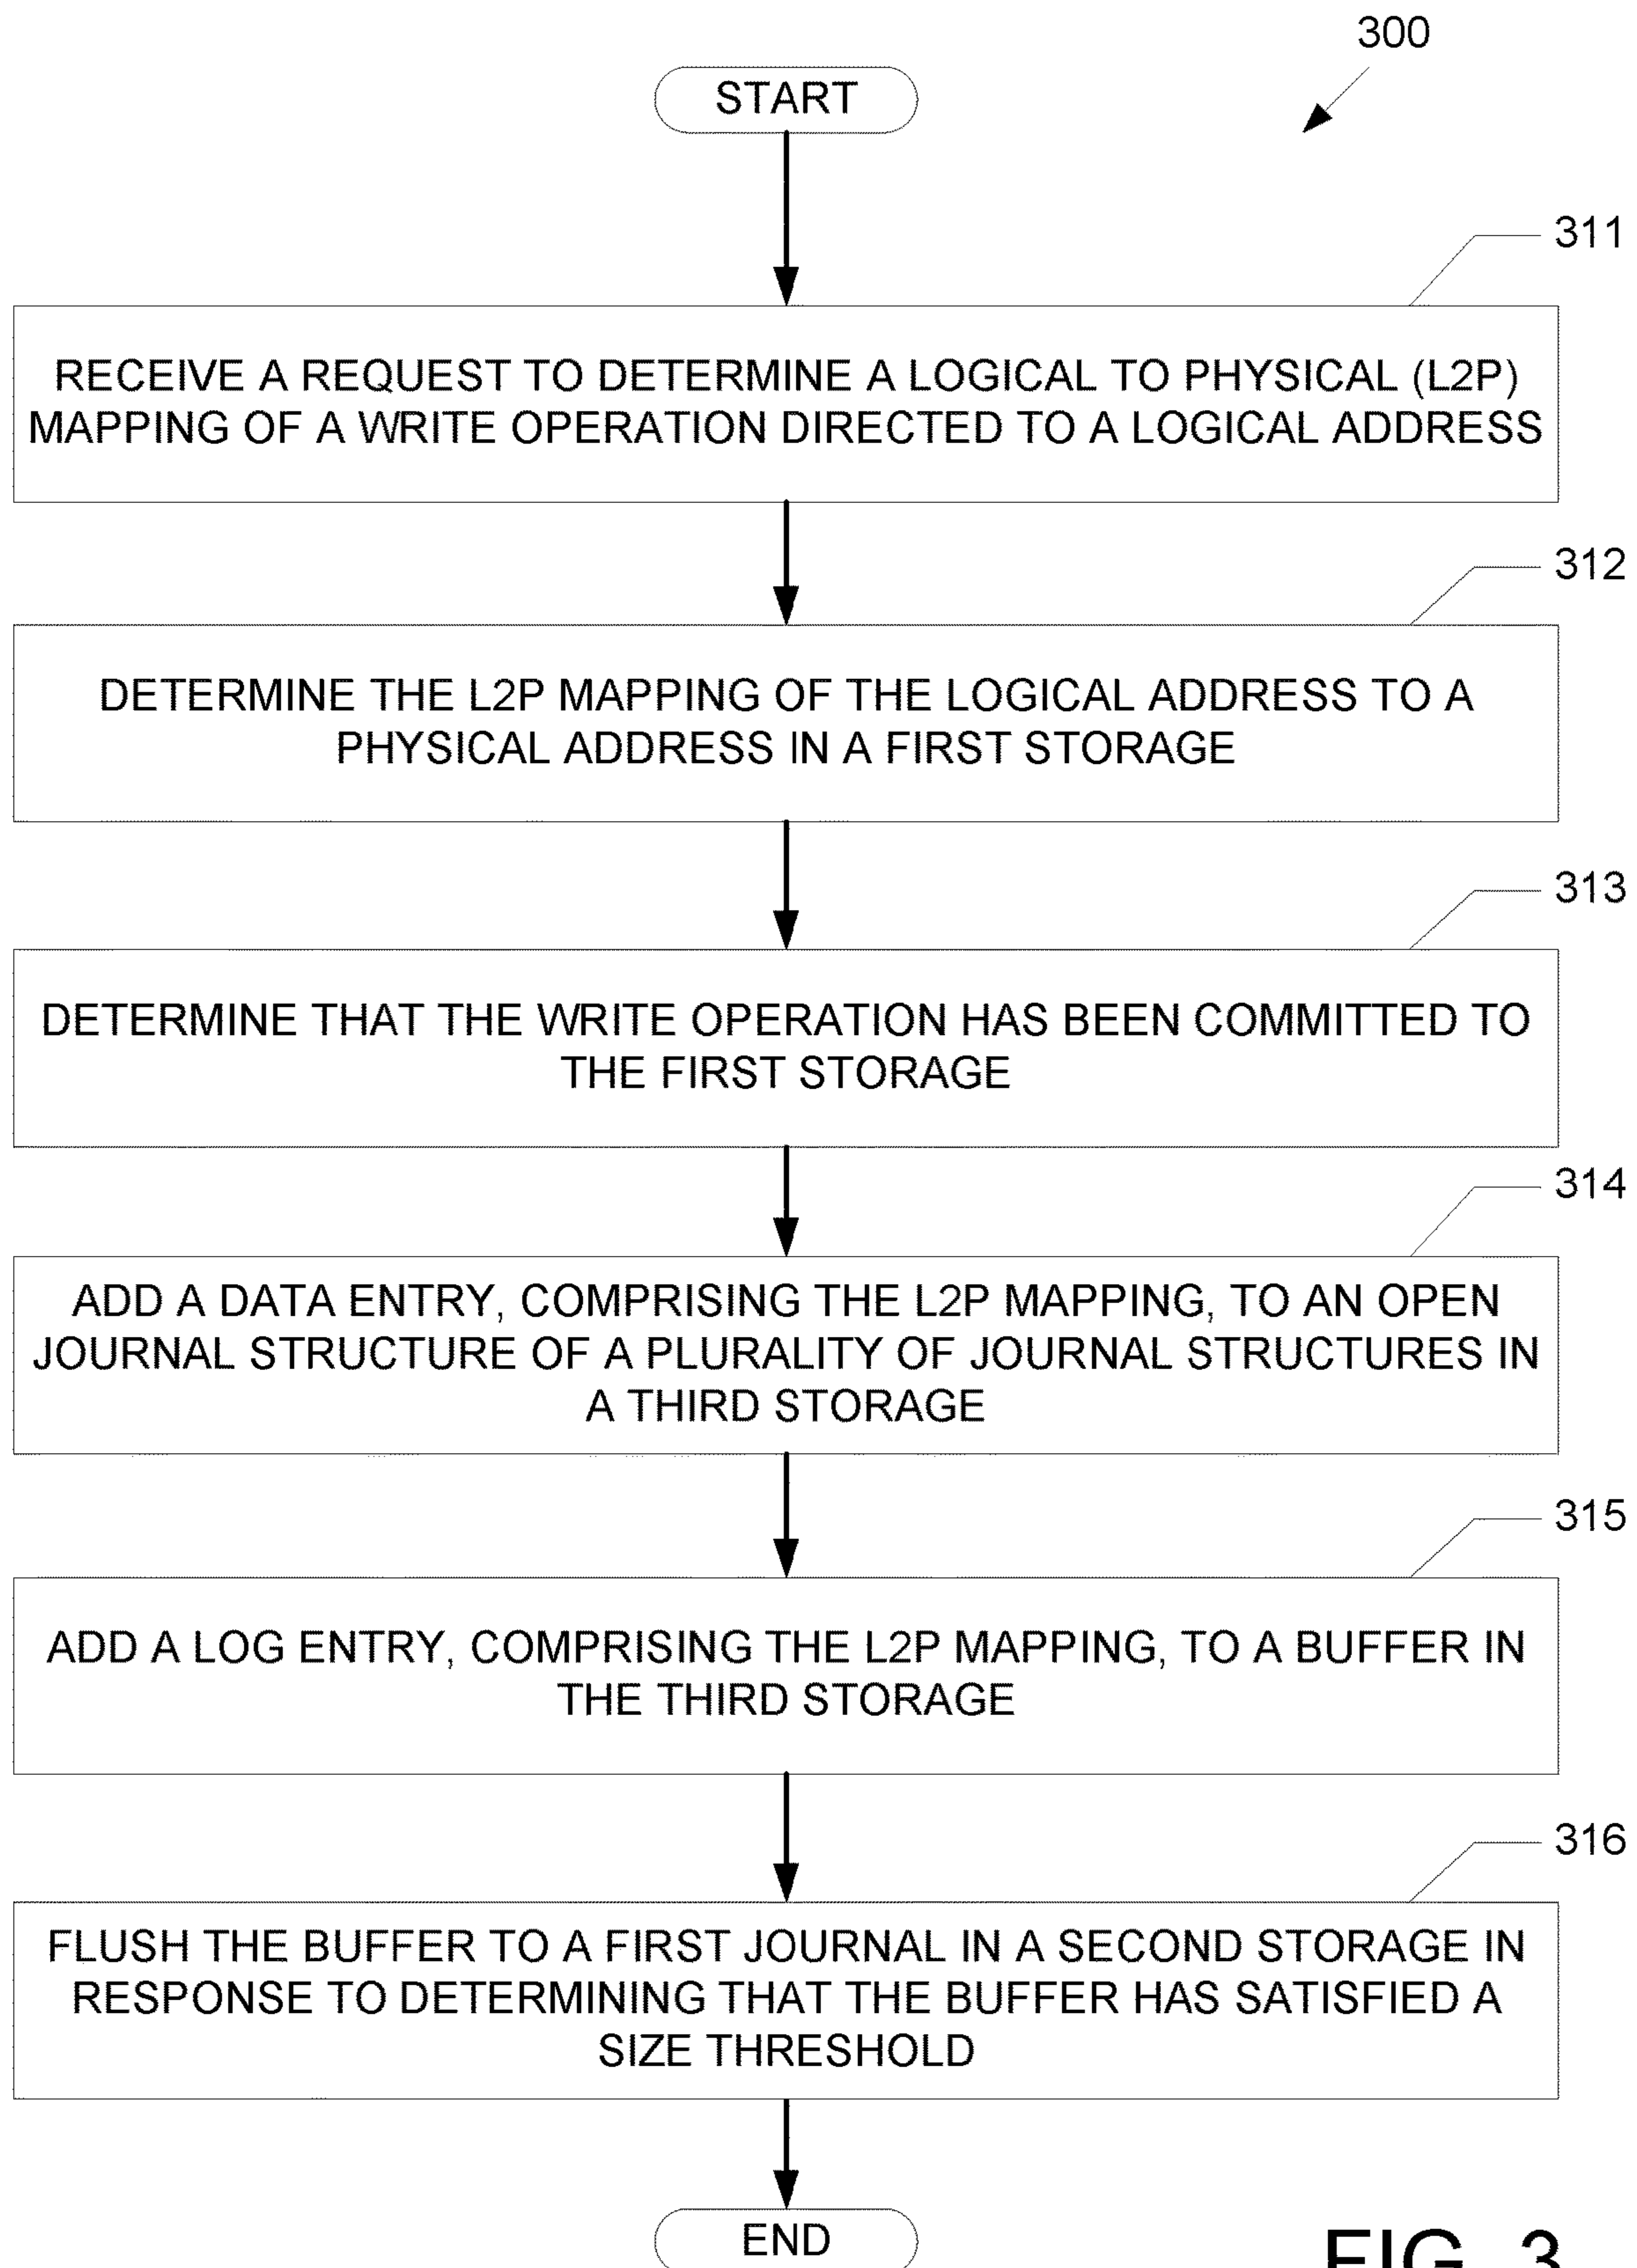 300
START
311
RECEIVE A REQUEST TO DETERMINE A LOGICAL TO PHYSICAL (L2P)
MAPPING OF A WRITE OPERATION DIRECTED TO A LOGICAL ADDRESS
312
DETERMINE THE L2P MAPPING OF THE LOGICAL ADDRESS TO A
PHYSICAL ADDRESS IN A FIRST STORAGE
313
DETERMINE THAT THE WRITE OPERATION HAS BEEN COMMITTED TO
THE FIRST STORAGE
314
ADD A DATA ENTRY, COMPRISING THE L2P MAPPING, TO AN OPEN
JOURNAL STRUCTURE OF A PLURALITY OF JOURNAL STRUCTURES IN
A THIRD STORAGE
315
ADD A LOG ENTRY, COMPRISING THE L2P MAPPING, TO A BUFFER IN
THE THIRD STORAGE
316
FLUSH THE BUFFER TO A FIRST JOURNAL IN A SECOND STORAGE IN
RESPONSE TO DETERMINING THAT THE BUFFER HAS SATISFIED A
SIZE THRESHOLD
END
FIG. 3